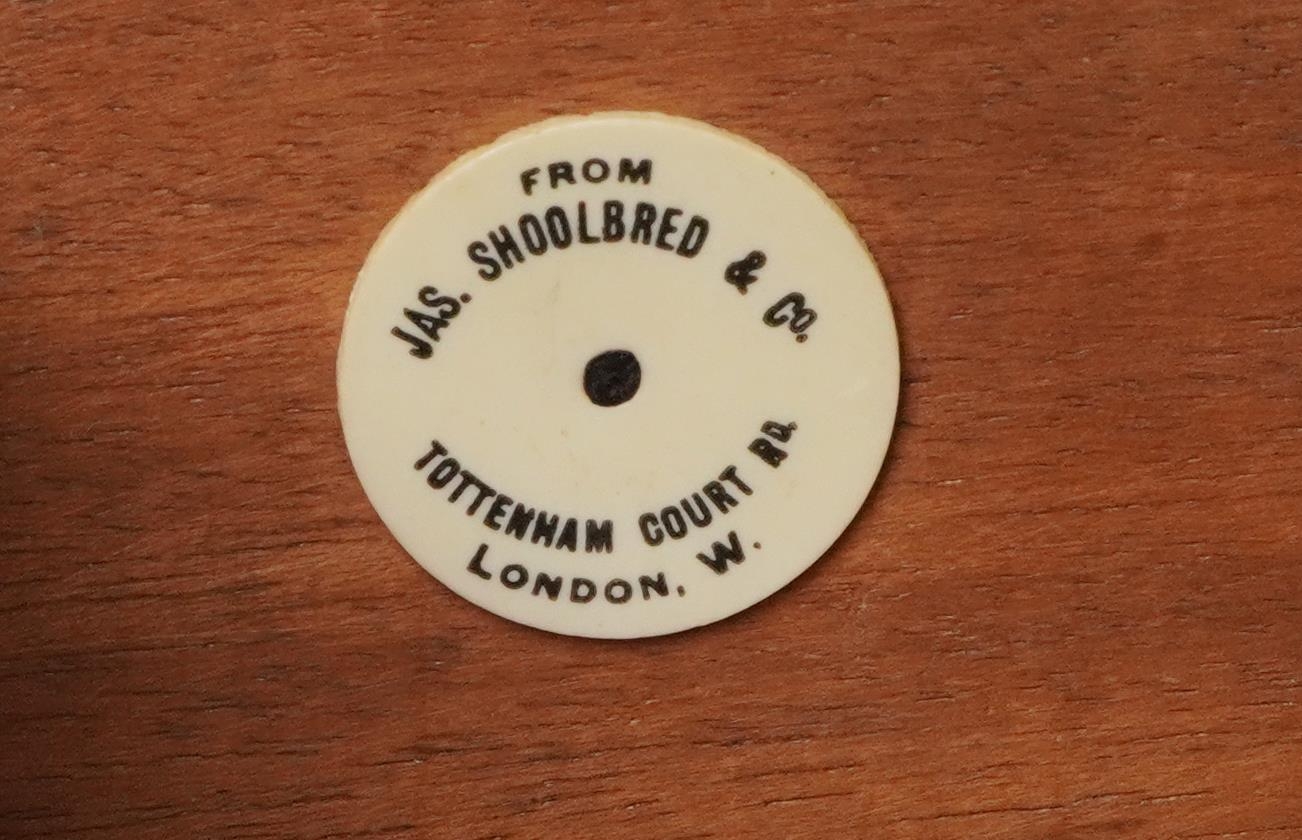 FROM
JAS. SHOOLBRED & Co.
TOTTENHAM COURT RD.
LONDON, W.